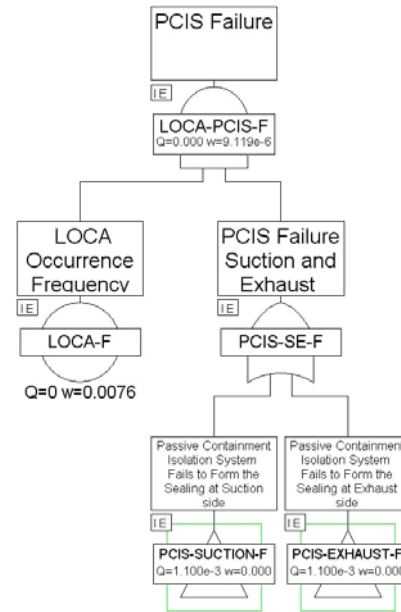 PCIS Failure
IE
LOCA-PCIS-F
Q=0.000 w=9.119e-6
LOCA
Occurrence
Frequency
IE
LOCA-F
Q=0 w=0.0076
PCIS Failure
Suction and
Exhaust
IE
PCIS-SE-F
Passive Containment
Isolation System
Fails to Form the
Sealing at Suction
side
IE
PCIS-SUCTION-F
Q=1.100e-3 w=0.000
Passive Containment
Isolation System
Fails to Form the
Sealing at Exhaust
side
IE
PCIS-EXHAUST-F
Q=1.100e-3 w=0.000